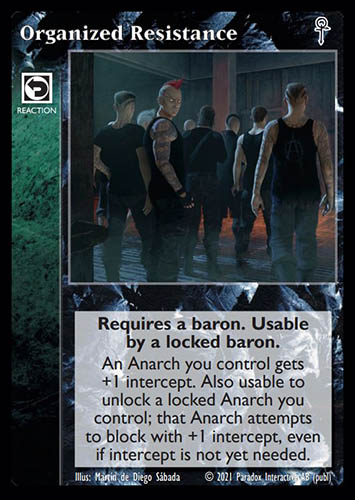 Organized Resistance
REACTION
Requires a baron. Usable
by a locked baron.
An Anarch you control gets
+1 intercept. Also usable to
unlock a locked Anarch you
control; that Anarch attempts
to block with +1 intercept, even
if intercept is not yet needed.
Illus: Martín de Diego Sábada © 2021 Paradox Interactive AB (publ)